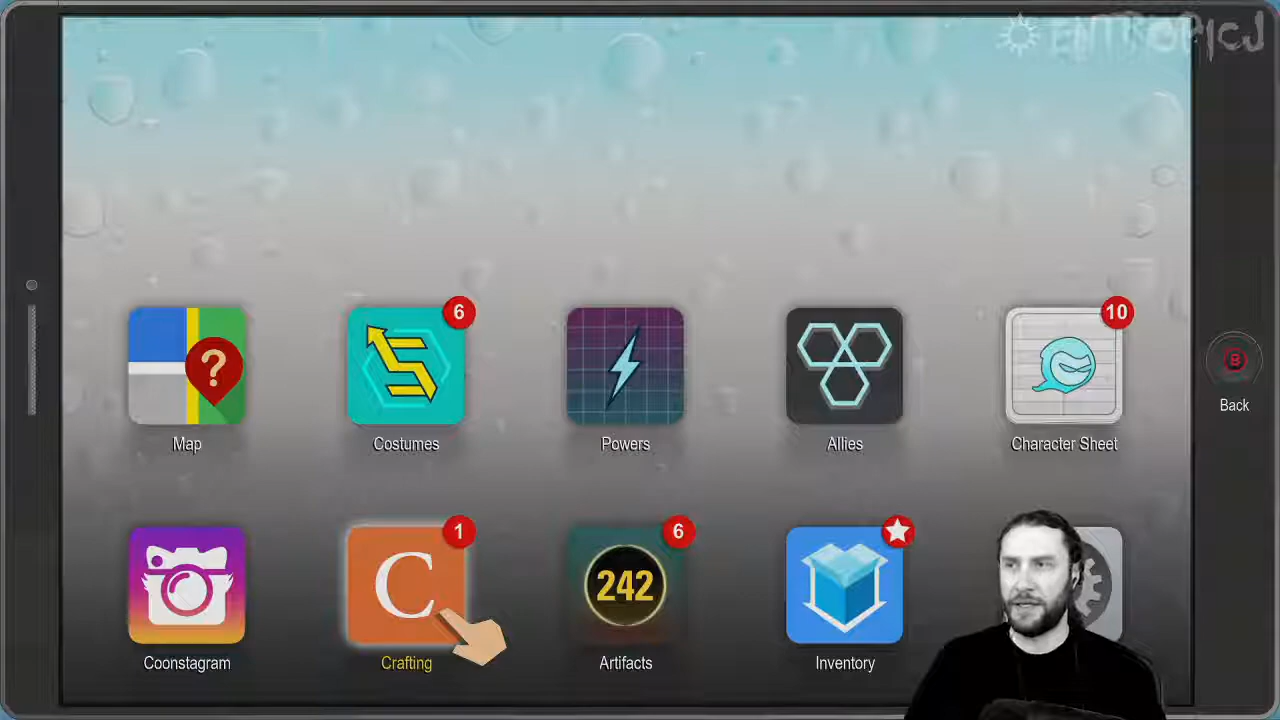 ENTROPICJ
6
10
?
B
Map
Costumes
Powers
Allies
Character Sheet
Back
1
6
C
242
Coonstagram
Crafting
Artifacts
Inventory